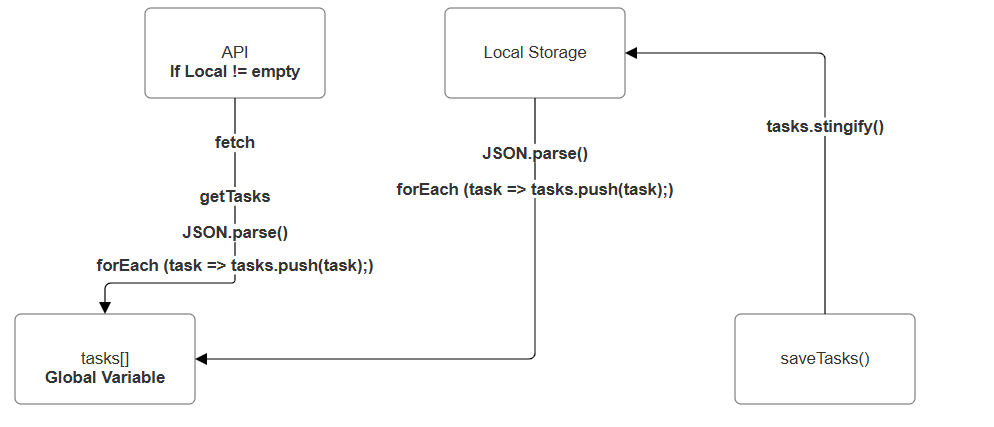 API
If Local != empty
Local Storage
fetch
getTasks
JSON.parse()
forEach (task => tasks.push(task);)
JSON.parse()
forEach (task => tasks.push(task);)
tasks.stingify()
tasks[]
Global Variable
saveTasks()